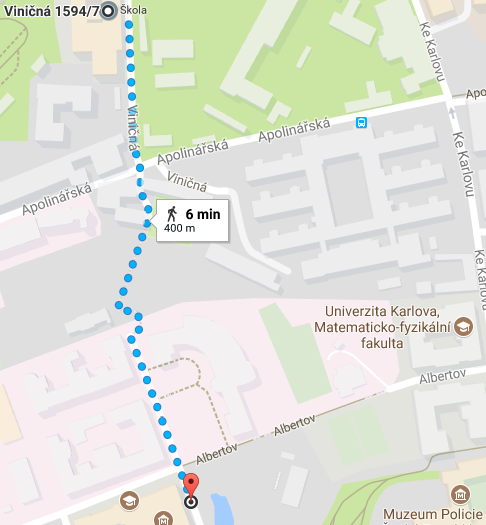 Viničná 1594/7
Škola
Viničná
Apolinářská
Apolinářská
Apolinářská
Apo
Ke Karlovu
Ke Karlovu
Ke Karlovu
Viničná
6 min
400 m
Univerzita Karlova,
Matematicko-fyzikální
fakulta
Albertov
Albertov
Albertov
Muzeum Policie